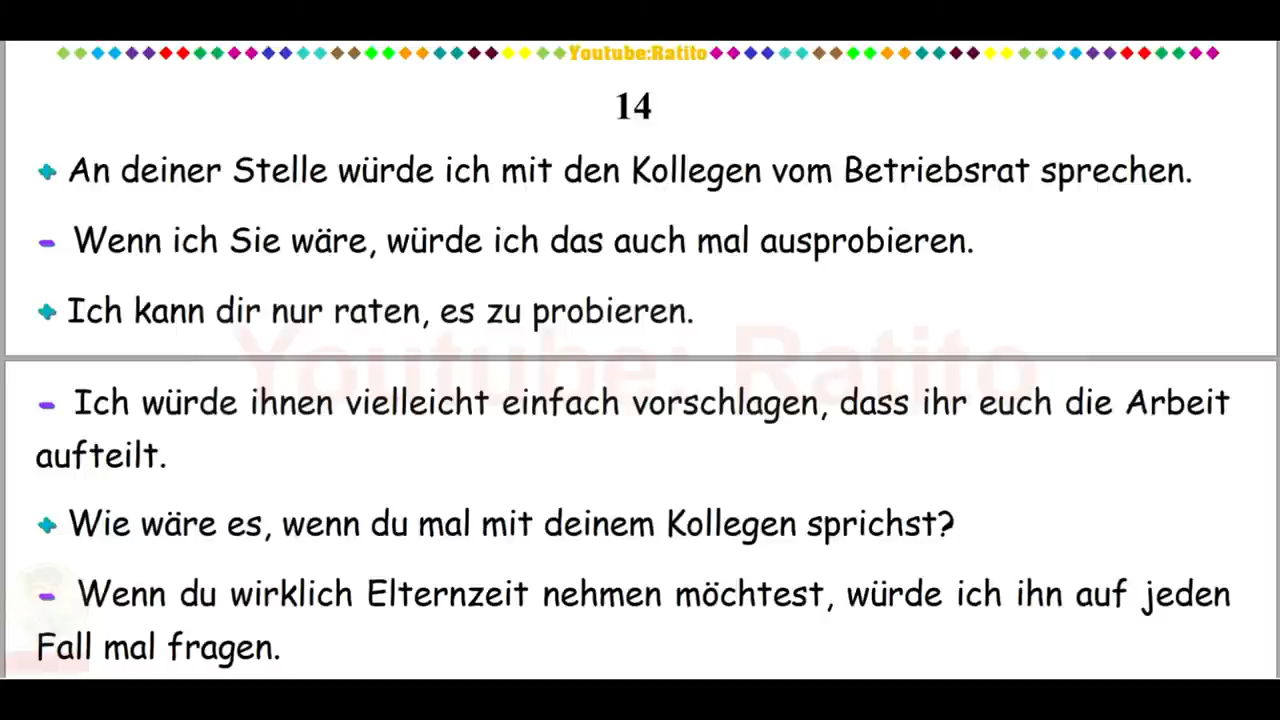 Youtube:Ratito
14
An deiner Stelle würde ich mit den Kollegen vom Betriebsrat sprechen.
- Wenn ich Sie wäre, würde ich das auch mal ausprobieren.
Ich kann dir nur raten, es zu probieren.
Youtube: Ratito
- Ich würde ihnen vielleicht einfach vorschlagen, dass ihr euch die Arbeit
aufteilt.
Wie wäre es, wenn du mal mit deinem Kollegen sprichst?
- Wenn du wirklich Elternzeit nehmen möchtest, würde ich ihn auf jeden
Fall mal fragen.